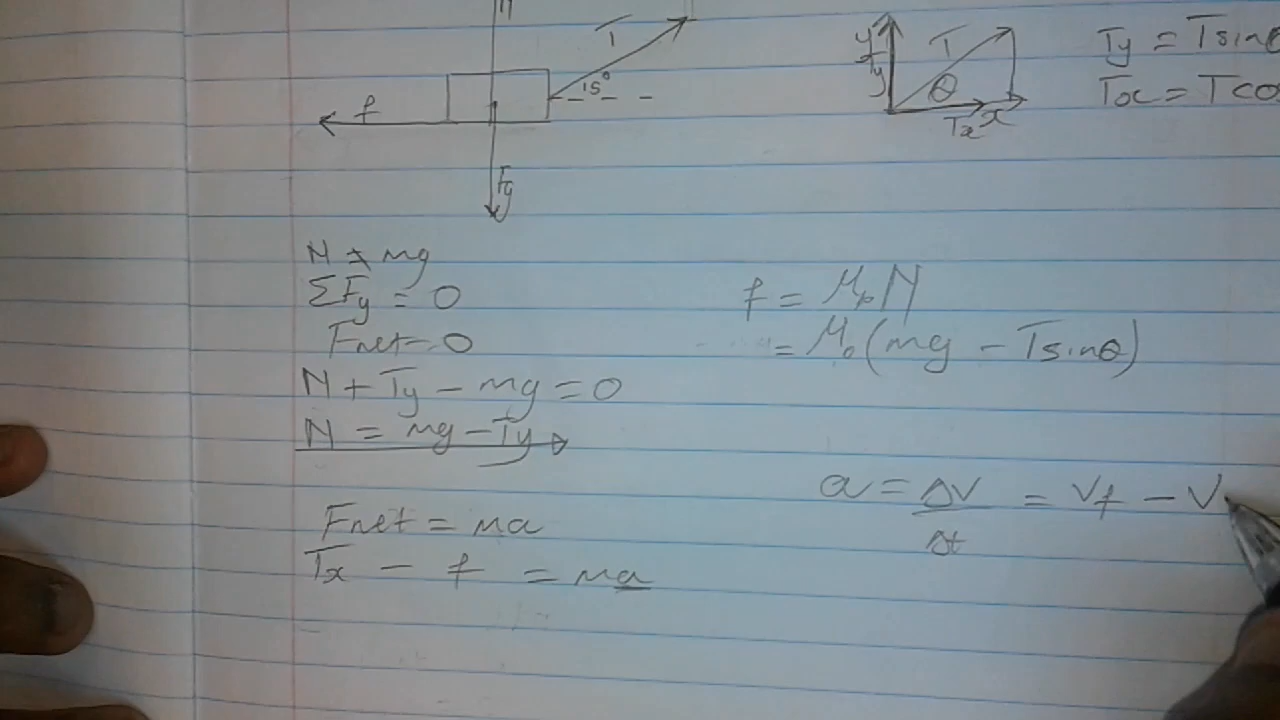 T
15°
f
Fg
y
Ty
T
θ
Tx x
Ty = Tsinθ
Tx = Tco
N ≠ mg
ΣFy = 0
Fnet = 0
N + Ty - mg = 0
N = mg - Ty
f = N
= (mg - Tsinθ)
Fnet = ma
Tx - f = ma
a = ΔV/Δt = Vf - V